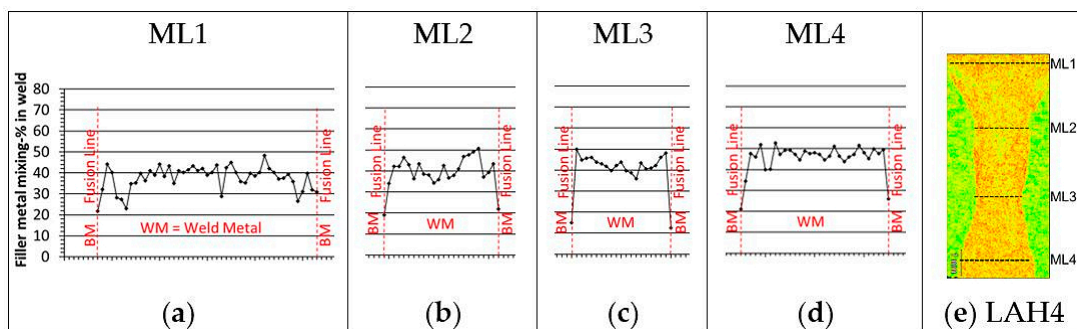 ML1
ML2
ML3
ML4
Filler metal mixing-% in weld
80
70
60
50
40
30
20
10
0
BM
Fusion Line
WM = Weld Metal
BM
Fusion Line
BM
Fusion Line
WM
BM
Fusion Line
BM
Fusion Line
WM
BM
Fusion Line
BM
Fusion Line
WM
BM
Fusion Line
ML1
ML2
ML3
ML4
(a)
(b)
(c)
(d)
(e) LAH4